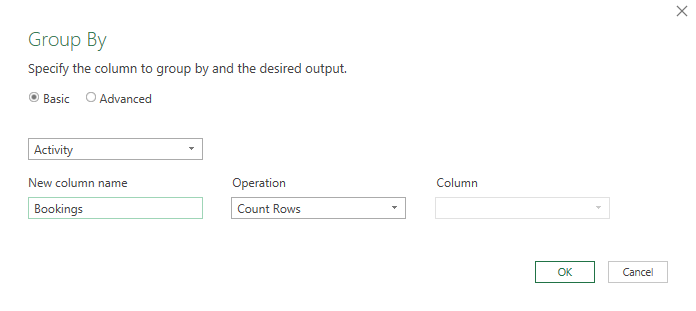 Group By
Specify the column to group by and the desired output.
Basic Advanced
Activity
New column name Operation Column
Bookings Count Rows
OK Cancel